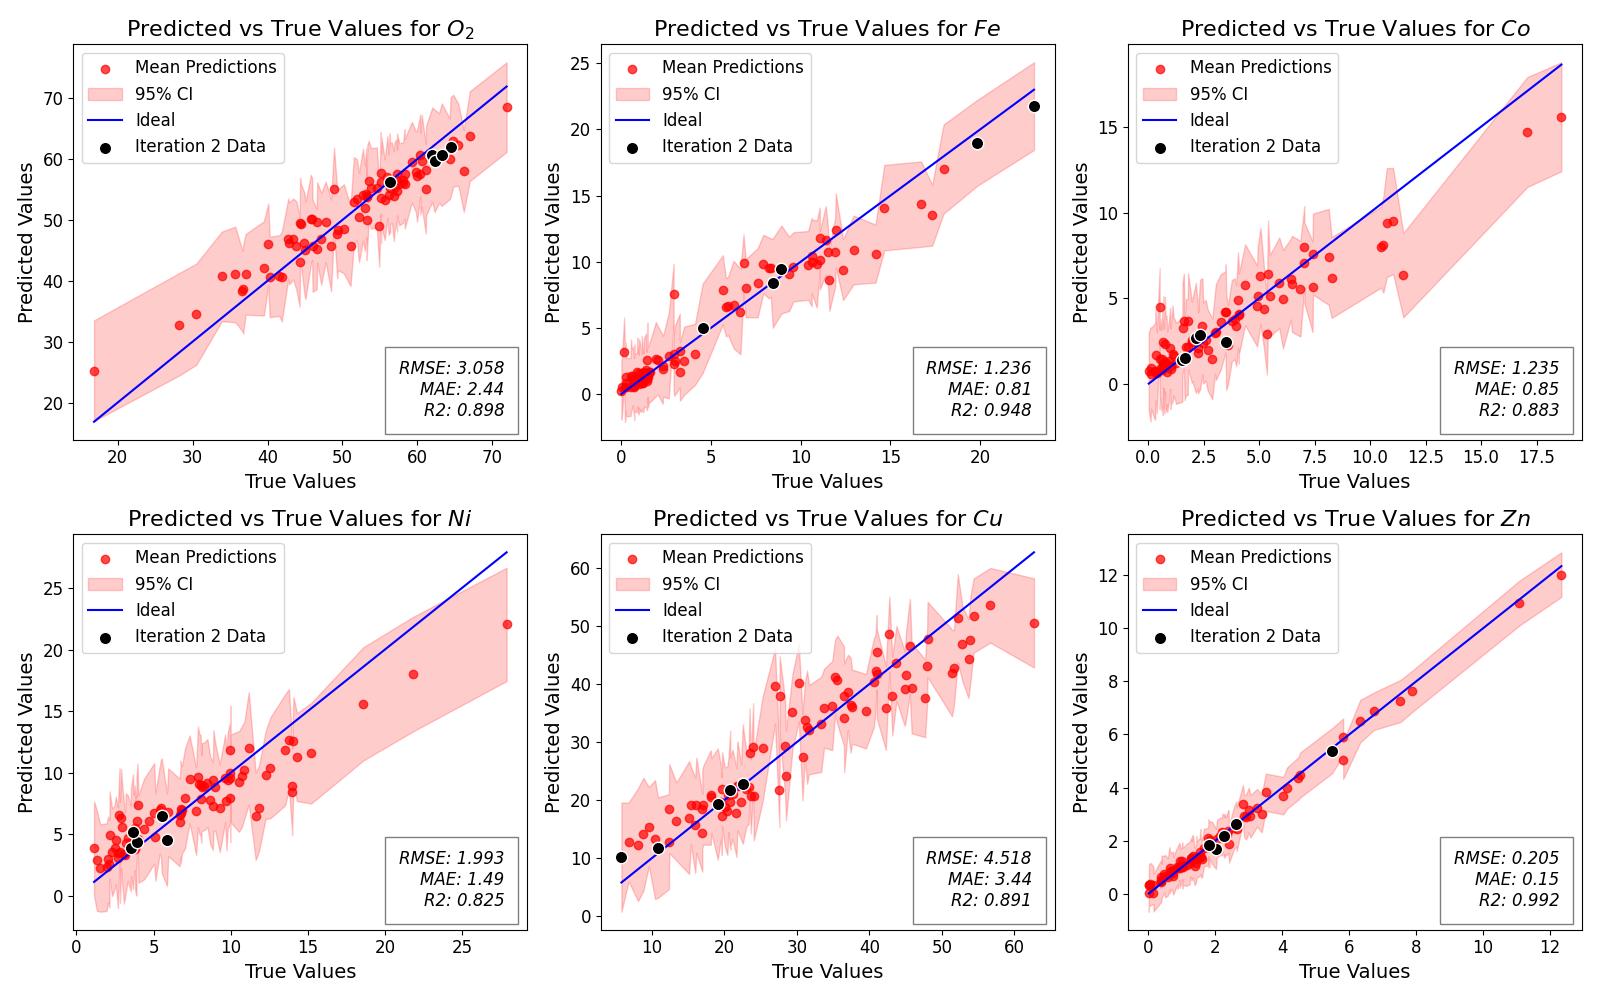 Predicted vs True Values for O2
Mean Predictions
95% CI
Ideal
Iteration 2 Data
Predicted Values
70
60
50
40
30
20
RMSE: 3.058
MAE: 2.44
R2: 0.898
20 30 40 50 60 70
True Values
Predicted vs True Values for Fe
Mean Predictions
95% CI
Ideal
Iteration 2 Data
Predicted Values
25
20
15
10
5
0
RMSE: 1.236
MAE: 0.81
R2: 0.948
0 5 10 15 20
True Values
Predicted vs True Values for Co
Mean Predictions
95% CI
Ideal
Iteration 2 Data
Predicted Values
15
10
5
0
RMSE: 1.235
MAE: 0.85
R2: 0.883
0.0 2.5 5.0 7.5 10.0 12.5 15.0 17.5
True Values
Predicted vs True Values for Ni
Mean Predictions
95% CI
Ideal
Iteration 2 Data
Predicted Values
25
20
15
10
5
0
RMSE: 1.993
MAE: 1.49
R2: 0.825
0 5 10 15 20 25
True Values
Predicted vs True Values for Cu
Mean Predictions
95% CI
Ideal
Iteration 2 Data
Predicted Values
60
50
40
30
20
10
0
RMSE: 4.518
MAE: 3.44
R2: 0.891
10 20 30 40 50 60
True Values
Predicted vs True Values for Zn
Mean Predictions
95% CI
Ideal
Iteration 2 Data
Predicted Values
12
10
8
6
4
2
0
RMSE: 0.205
MAE: 0.15
R2: 0.992
0 2 4 6 8 10 12
True Values